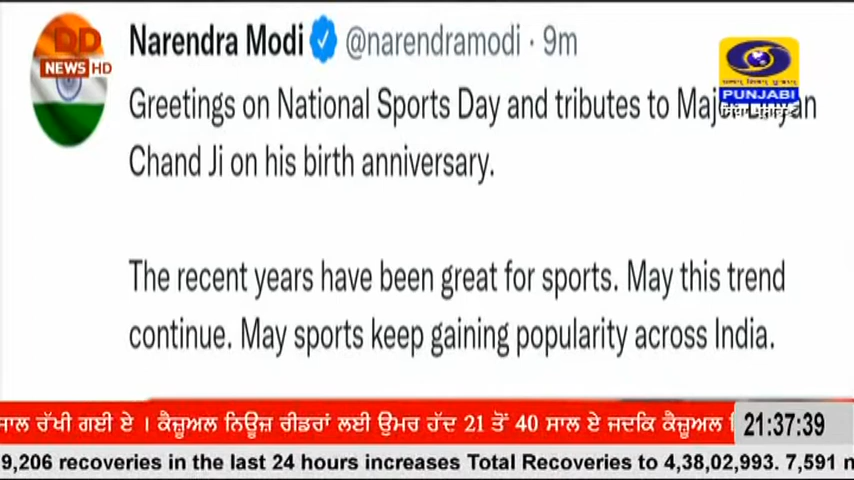 DD
NEWS HD
Narendra Modi @narendramodi · 9m
PUNJABI
Greetings on National Sports Day and tributes to Major
Chand Ji on his birth anniversary.
The recent years have been great for sports. May this trend
continue. May sports keep gaining popularity across India.
ਸਾਲ ਰੱਖੀ ਗਈ ਏ । ਕੈਜ਼ੂਅਲ ਨਿਊਜ਼ ਰੀਡਰਾਂ ਲਈ ਉਮਰ ਹੱਦ 21 ਤੋਂ 40 ਸਾਲ ਏ ਜਦਕਿ ਕੈਜ਼ੂਅਲ
21:37:39
9,206 recoveries in the last 24 hours increases Total Recoveries to 4,38,02,993. 7,591 n